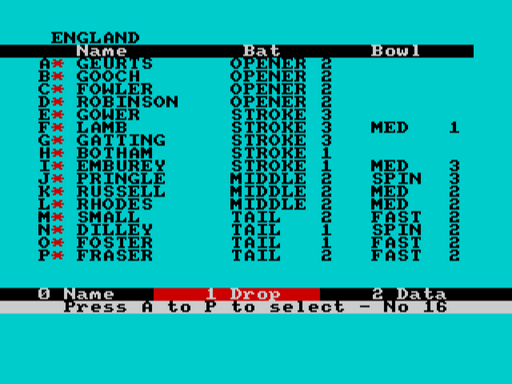 ENGLAND
Name Bat Bowl
A* GEURTS OPENER 2
B* GOOCH OPENER 2
C* FOWLER OPENER 2
D* ROBINSON OPENER 2
E* GOWER STROKE 3
F* LAMB STROKE 3 MED 1
G* GATTING STROKE 3
H* BOTHAM STROKE 1
I* EMBUREY STROKE 2 MED 3
J* PRINGLE MIDDLE 2 SPIN 3
K* RUSSELL MIDDLE 2 MED 2
L* RHODES MIDDLE 2 MED 2
M* SMALL TAIL 2 FAST 2
N* DILLEY TAIL 1 SPIN 2
O* FOSTER TAIL 1 FAST 2
P* FRASER TAIL 2 FAST 2
0 Name 1 Drop 2 Data
Press A to P to select - No 16